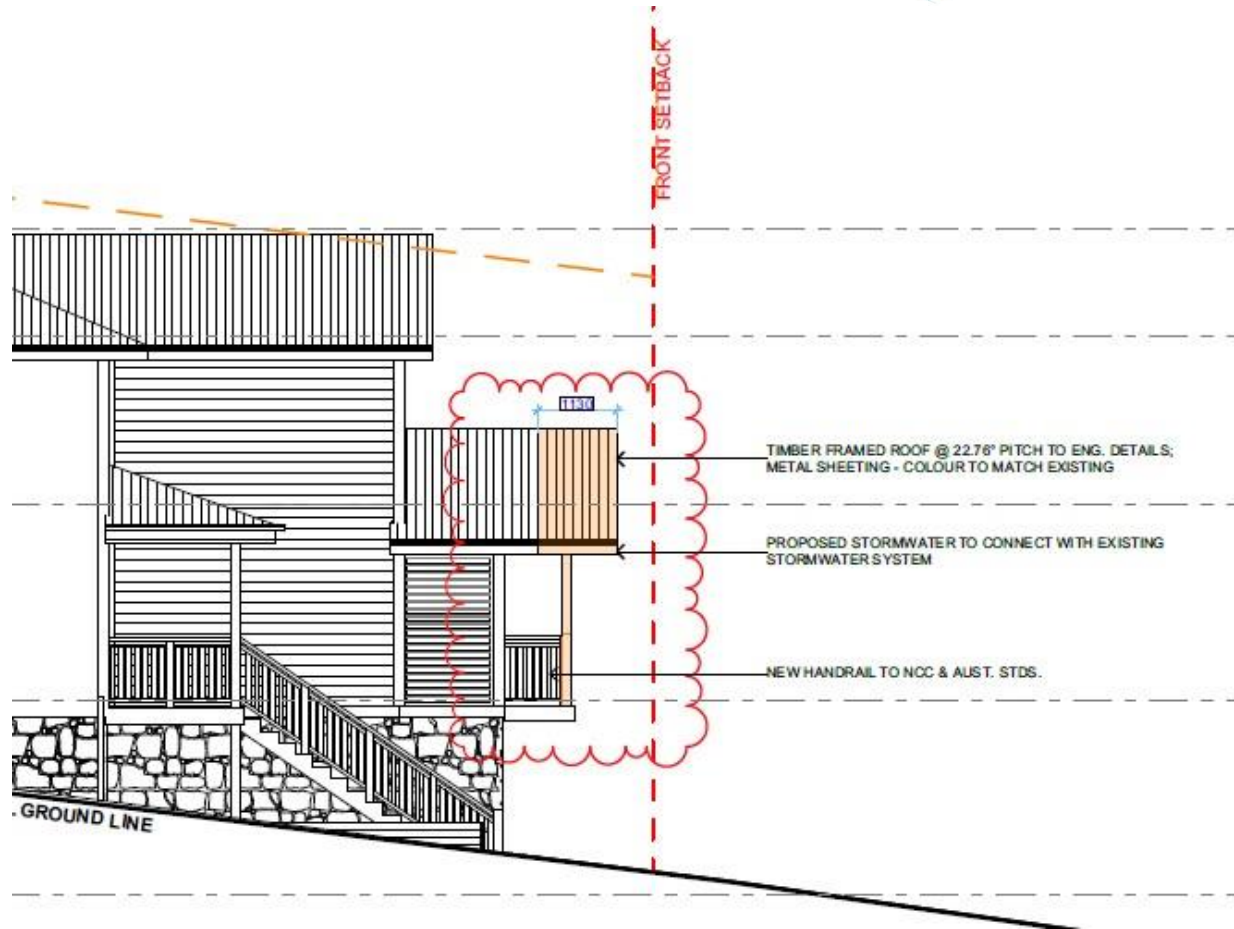 FRONT SETBACK
1130
TIMBER FRAMED ROOF @ 22.76° PITCH TO ENG. DETAILS;
METAL SHEETING - COLOUR TO MATCH EXISTING
PROPOSED STORMWATER TO CONNECT WITH EXISTING
STORMWATER SYSTEM
NEW HANDRAIL TO NCC & AUST. STDS.
. GROUND LINE